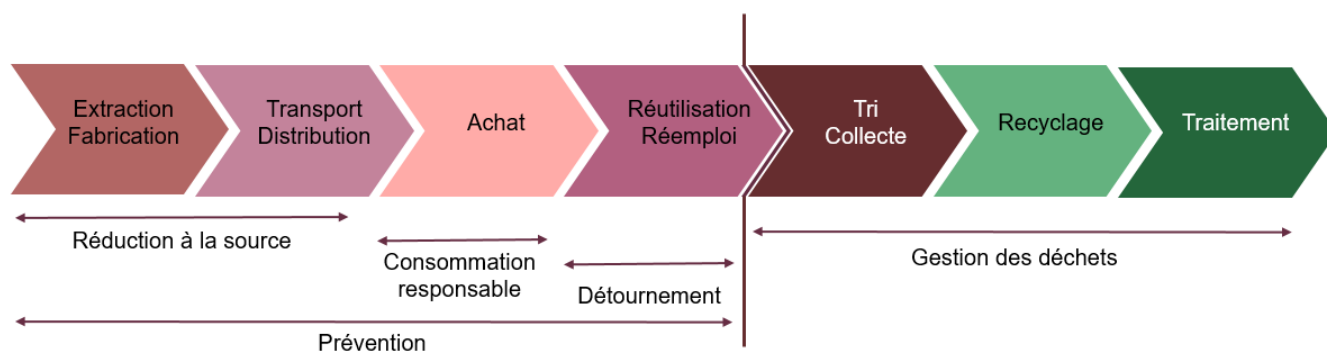 Extraction
Fabrication
Transport
Distribution
Achat
Réutilisation
Réemploi
Tri
Collecte
Recyclage
Traitement
Réduction à la source
Consommation
responsable
Détournement
Gestion des déchets
Prévention